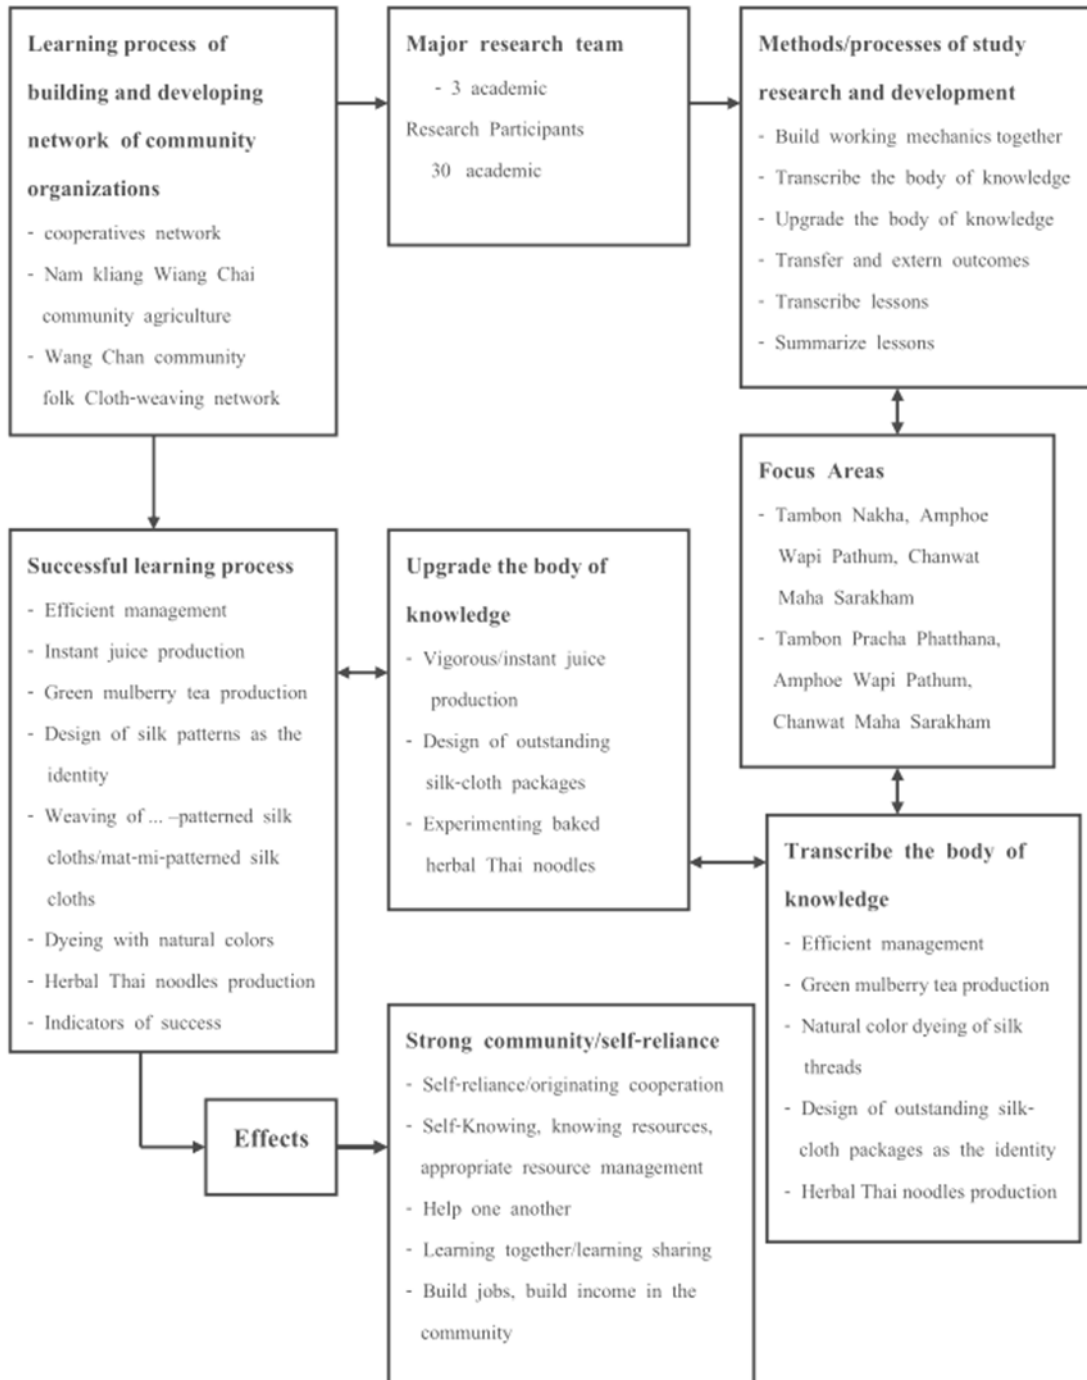 Learning process of
building and developing
network of community
organizations
- cooperatives network
- Nam kliang Wiang Chai
community agriculture
- Wang Chan community
folk Cloth-weaving network
Major research team
- 3 academic
Research Participants
30 academic
Methods/processes of study
research and development
- Build working mechanics together
- Transcribe the body of knowledge
- Upgrade the body of knowledge
- Transfer and extern outcomes
- Transcribe lessons
- Summarize lessons
Focus Areas
- Tambon Nakha, Amphoe
Wapi Pathum, Chanwat
Maha Sarakham
- Tambon Pracha Phatthana,
Amphoe Wapi Pathum,
Chanwat Maha Sarakham
Successful learning process
- Efficient management
- Instant juice production
- Green mulberry tea production
- Design of silk patterns as the
identity
- Weaving of ... –patterned silk
cloths/mat-mi-patterned silk
cloths
- Dyeing with natural colors
- Herbal Thai noodles production
- Indicators of success
Upgrade the body of
knowledge
- Vigorous/instant juice
production
- Design of outstanding
silk-cloth packages
- Experimenting baked
herbal Thai noodles
Transcribe the body of
knowledge
- Efficient management
- Green mulberry tea production
- Natural color dyeing of silk
threads
- Design of outstanding silk-
cloth packages as the identity
- Herbal Thai noodles production
Effects
Strong community/self-reliance
- Self-reliance/originating cooperation
- Self-Knowing, knowing resources,
appropriate resource management
- Help one another
- Learning together/learning sharing
- Build jobs, build income in the
community